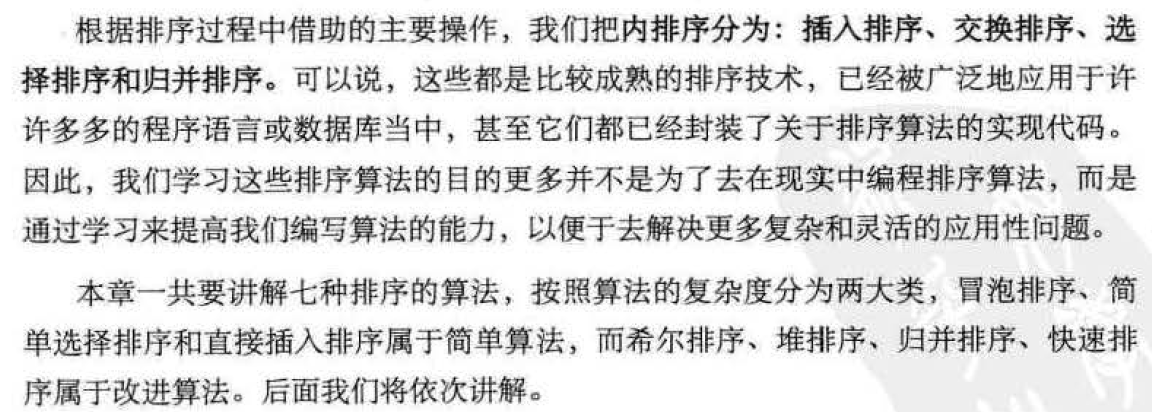 根据排序过程中借助的主要操作，我们把内排序分为：插入排序、交换排序、选
择排序和归并排序。可以说，这些都是比较成熟的排序技术，已经被广泛地应用于许
许多多的程序语言或数据库当中，甚至它们都已经封装了关于排序算法的实现代码。
因此，我们学习这些排序算法的目的更多并不是为了去在现实中编程排序算法，而是
通过学习来提高我们编写算法的能力，以便于去解决更多复杂和灵活的应用性问题。
本章一共要讲解七种排序的算法，按照算法的复杂度分为两大类，冒泡排序、简
单选择排序和直接插入排序属于简单算法，而希尔排序、堆排序、归并排序、快速排
序属于改进算法。后面我们将依次讲解。